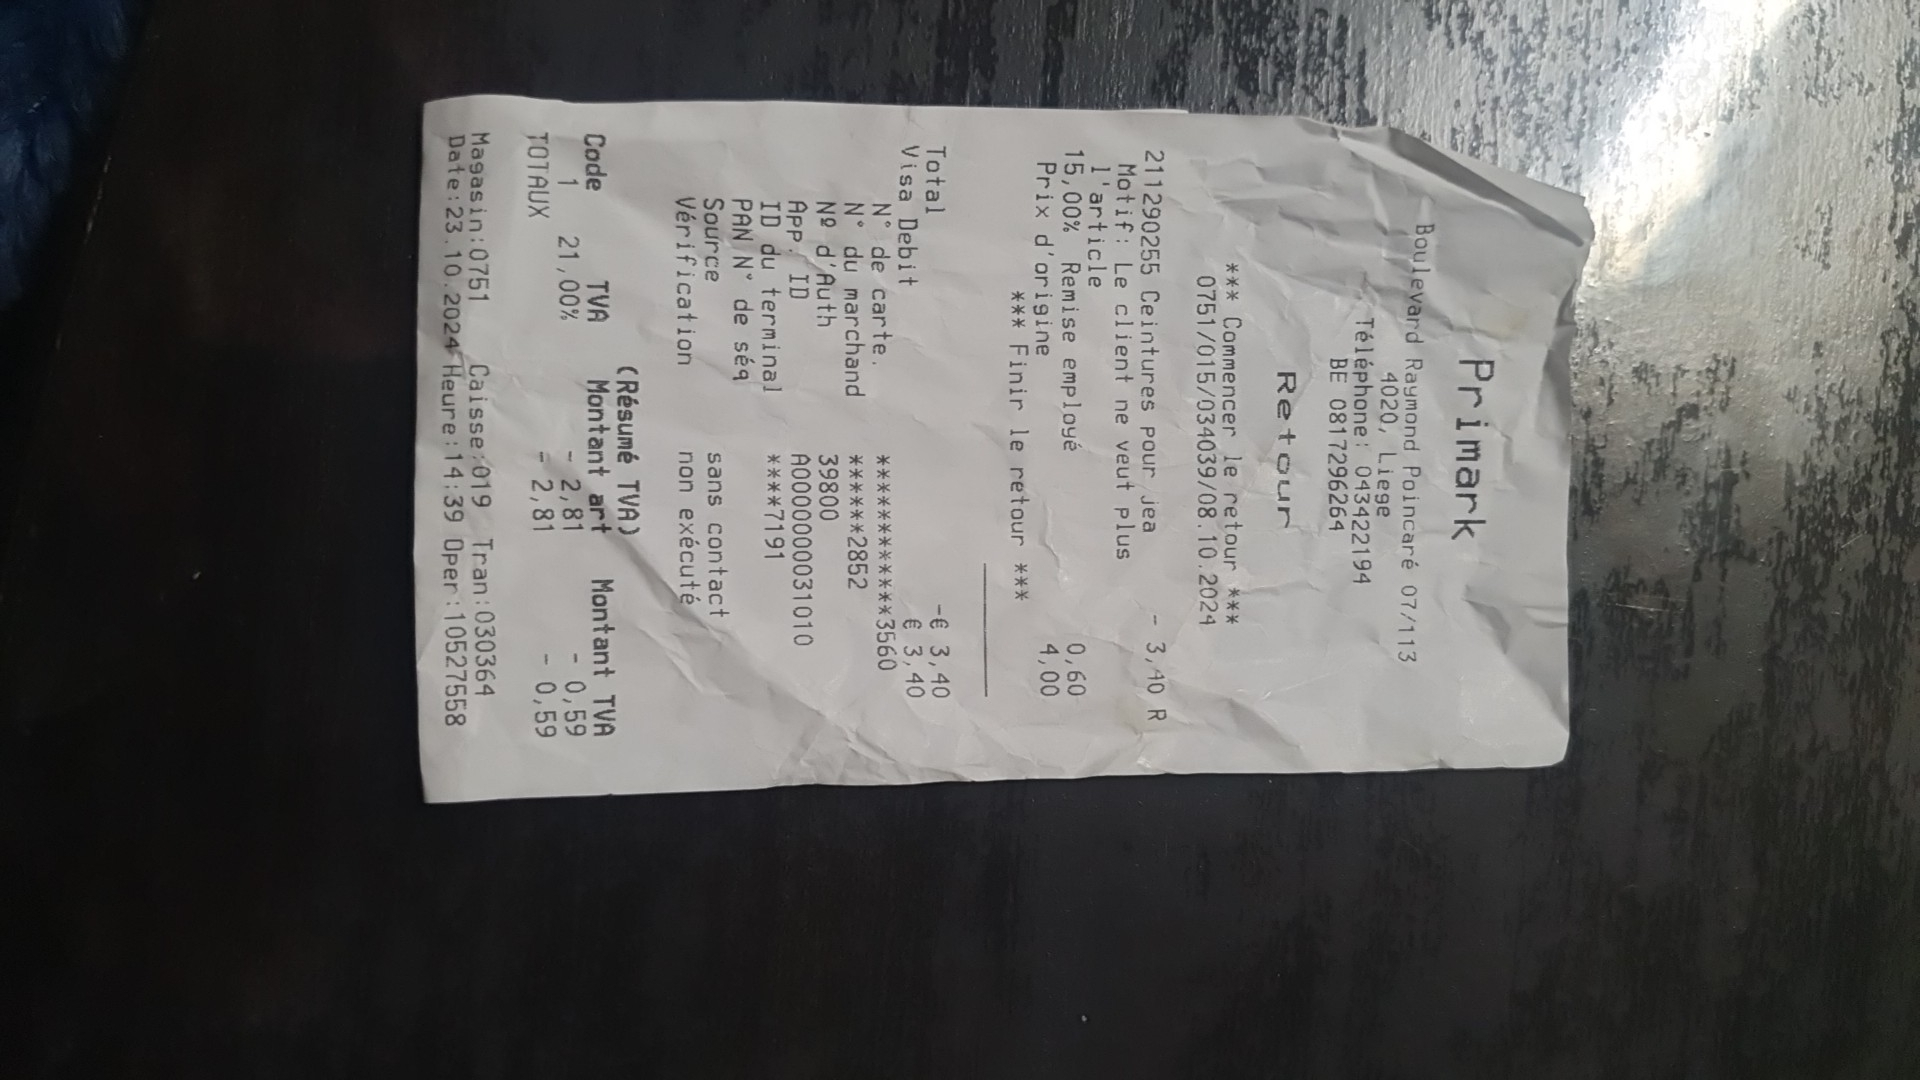 Primark
Boulevard Raymond Poincaré 07/113
4020, Liege
Téléphone: 043422194
BE 0817296264
Retour
*** Commencer le retour ***
0751/015/034039/08.10.2024
211290255 Ceintures pour jea - 3,40 R
Motif: Le client ne veut plus
l'article
15,00% Remise employé 0,60
Prix d'origine 4,00
*** Finir le retour ***
Total -€ 3,40
Visa Debit € 3,40
N° de carte. ************3560
N° du marchand ******2852
Nº d'Auth 39800
App. ID A0000000031010
ID du terminal ****7191
PAN N° de séq
Source sans contact
Vérification non exécuté
(Résumé TVA)
Code TVA Montant art Montant TVA
1 21,00% - 2,81 - 0,59
TOTAUX - 2,81 - 0,59
Magasin:0751 Caisse:019 Tran:030364
Date:23.10.2024 Heure:14:39 Oper:10527558